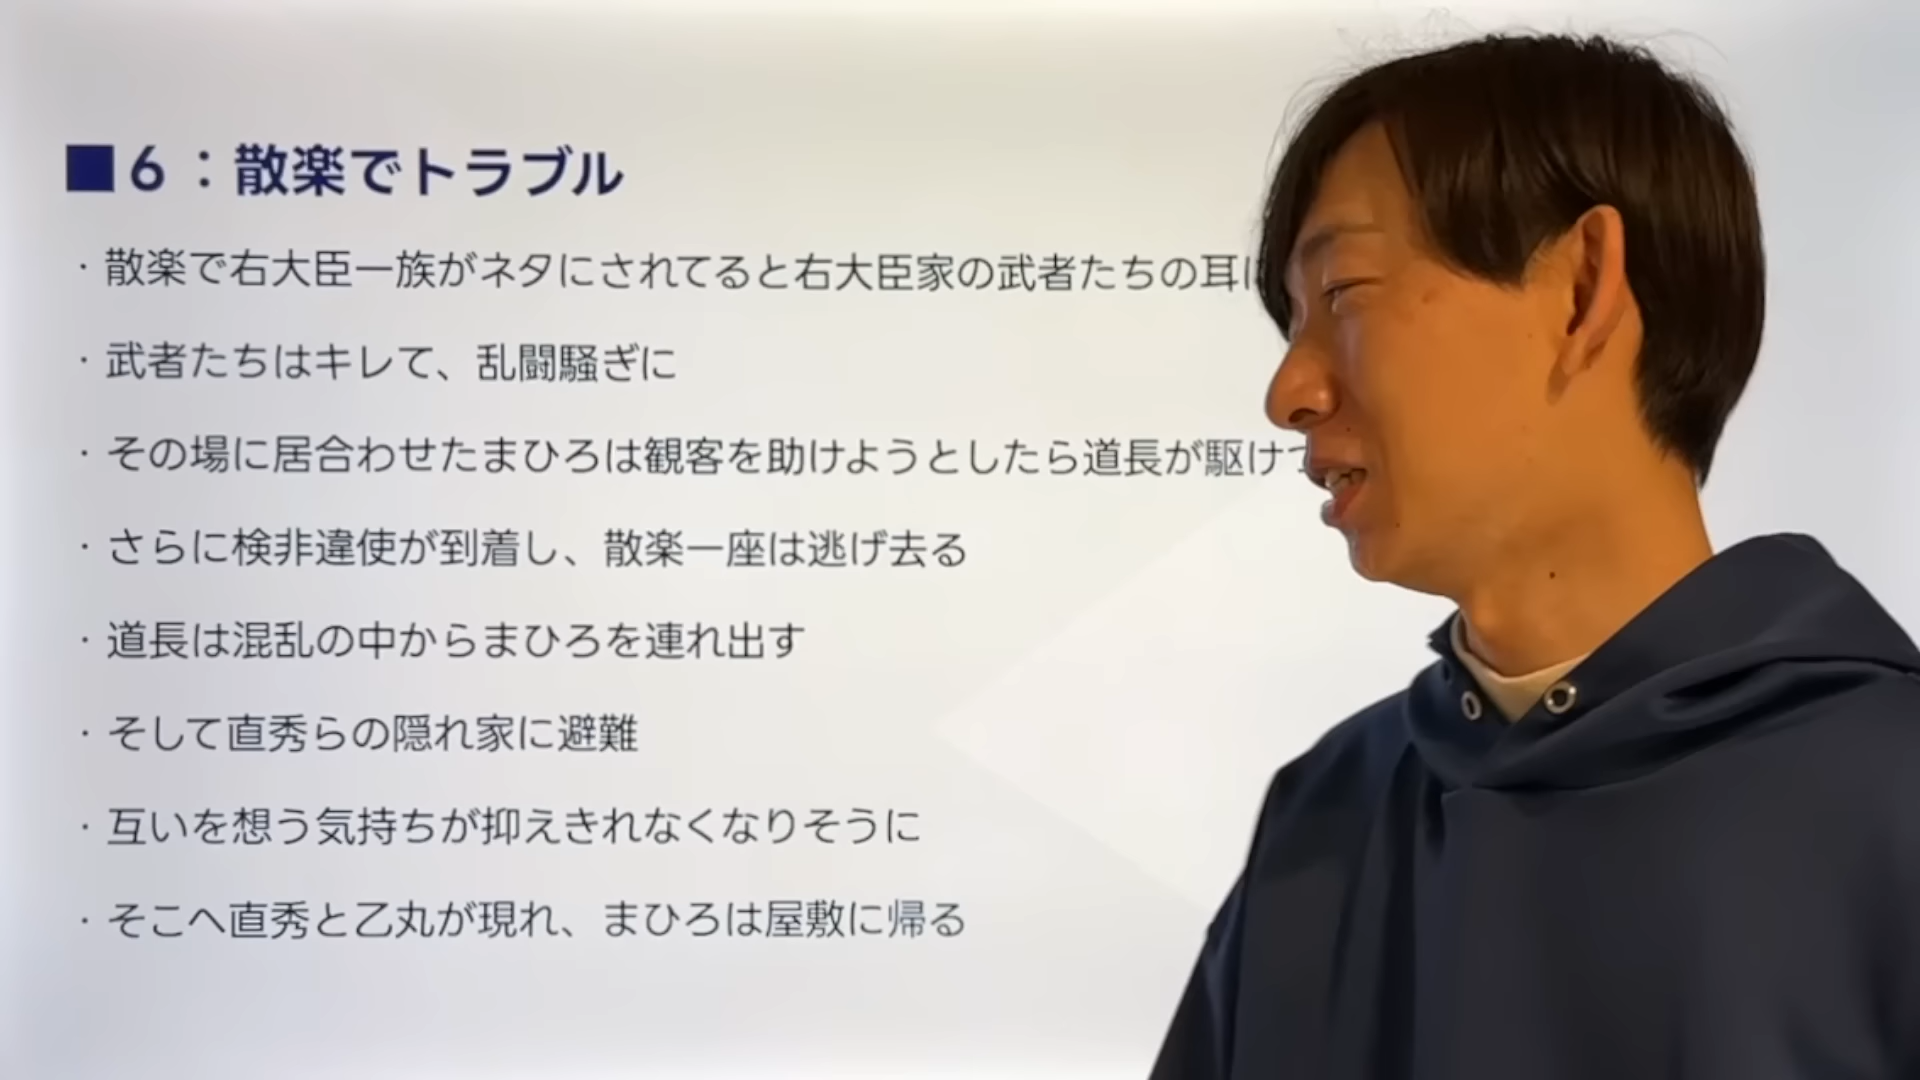 ■6：散楽でトラブル
・散楽で右大臣一族がネタにされてると右大臣家の武者たちの耳に
・武者たちはキレて、乱闘騒ぎに
・その場に居合わせたまひろは観客を助けようとしたら道長が駆けつ
・さらに検非違使が到着し、散楽一座は逃げ去る
・道長は混乱の中からまひろを連れ出す
・そして直秀らの隠れ家に避難
・互いを想う気持ちが抑えきれなくなりそうに
・そこへ直秀と乙丸が現れ、まひろは屋敷に帰る